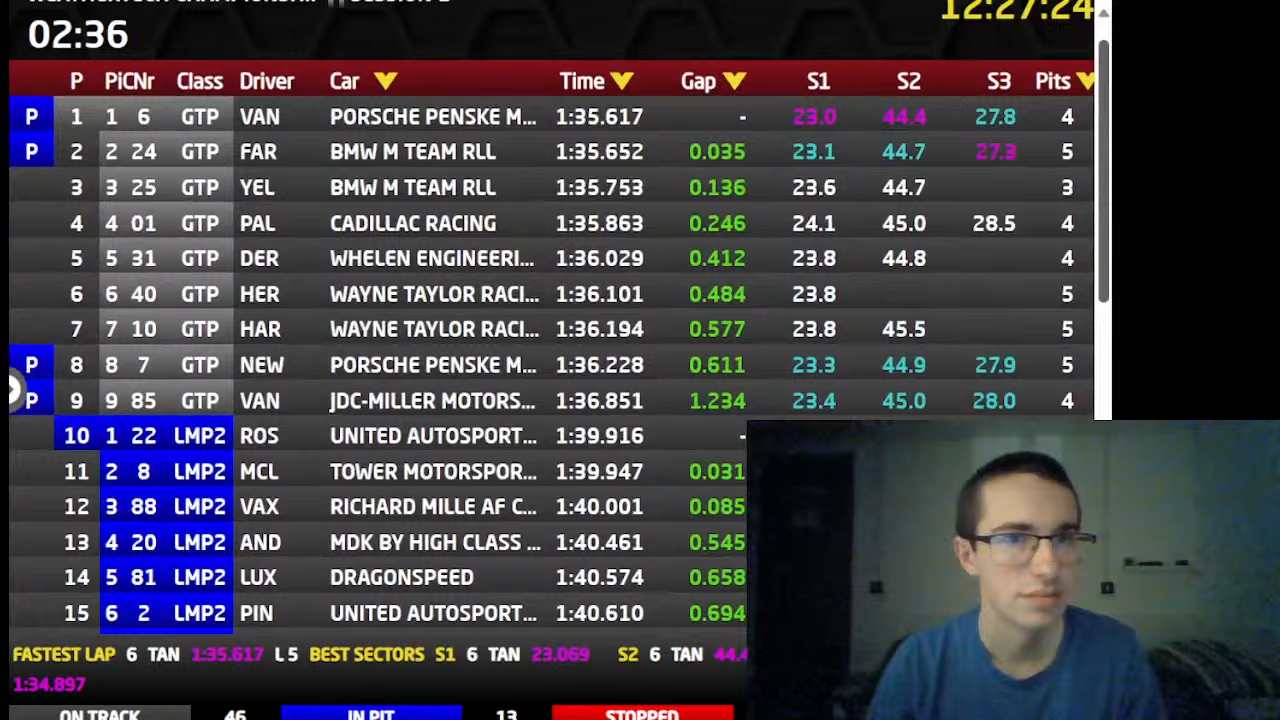 02:36
12:27:24
P PiC Nr Class Driver Car Time Gap S1 S2 S3 Pits
P 1 1 6 GTP VAN PORSCHE PENSKE M... 1:35.617 - 23.0 44.4 27.8 4
P 2 2 24 GTP FAR BMW M TEAM RLL 1:35.652 0.035 23.1 44.7 27.3 5
3 3 25 GTP YEL BMW M TEAM RLL 1:35.753 0.136 23.6 44.7 3
4 4 01 GTP PAL CADILLAC RACING 1:35.863 0.246 24.1 45.0 28.5 4
5 5 31 GTP DER WHELEN ENGINEERI... 1:36.029 0.412 23.8 44.8 4
6 6 40 GTP HER WAYNE TAYLOR RACI... 1:36.101 0.484 23.8 5
7 7 10 GTP HAR WAYNE TAYLOR RACI... 1:36.194 0.577 23.8 45.5 5
P 8 8 7 GTP NEW PORSCHE PENSKE M... 1:36.228 0.611 23.3 44.9 27.9 5
P 9 9 85 GTP VAN JDC-MILLER MOTORS... 1:36.851 1.234 23.4 45.0 28.0 4
10 1 22 LMP2 ROS UNITED AUTOSPORT... 1:39.916 -
11 2 8 LMP2 MCL TOWER MOTORSPOR... 1:39.947 0.031
12 3 88 LMP2 VAX RICHARD MILLE AF C... 1:40.001 0.085
13 4 20 LMP2 AND MDK BY HIGH CLASS ... 1:40.461 0.545
14 5 81 LMP2 LUX DRAGONSPEED 1:40.574 0.658
15 6 2 LMP2 PIN UNITED AUTOSPORT... 1:40.610 0.694
FASTEST LAP 6 TAN 1:35.617 L 5 BEST SECTORS S1 6 TAN 23.069 S2 6 TAN 44.4
1:34.897
ON TRACK 46 IN PIT 13 STOPPED